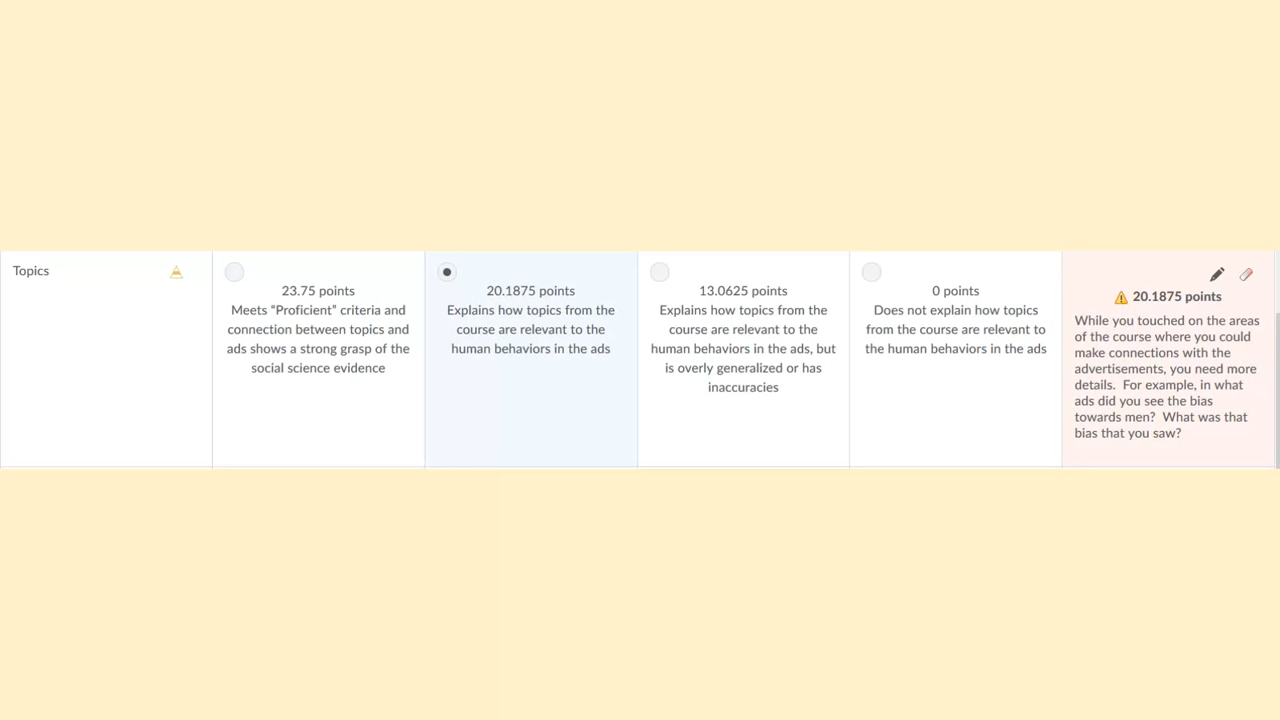 Topics
23.75 points
Meets “Proficient” criteria and
connection between topics and
ads shows a strong grasp of the
social science evidence
20.1875 points
Explains how topics from the
course are relevant to the
human behaviors in the ads
13.0625 points
Explains how topics from the
course are relevant to the
human behaviors in the ads, but
is overly generalized or has
inaccuracies
0 points
Does not explain how topics
from the course are relevant to
the human behaviors in the ads
20.1875 points
While you touched on the areas
of the course where you could
make connections with the
advertisements, you need more
details.  For example, in what
ads did you see the bias
towards men?  What was that
bias that you saw?